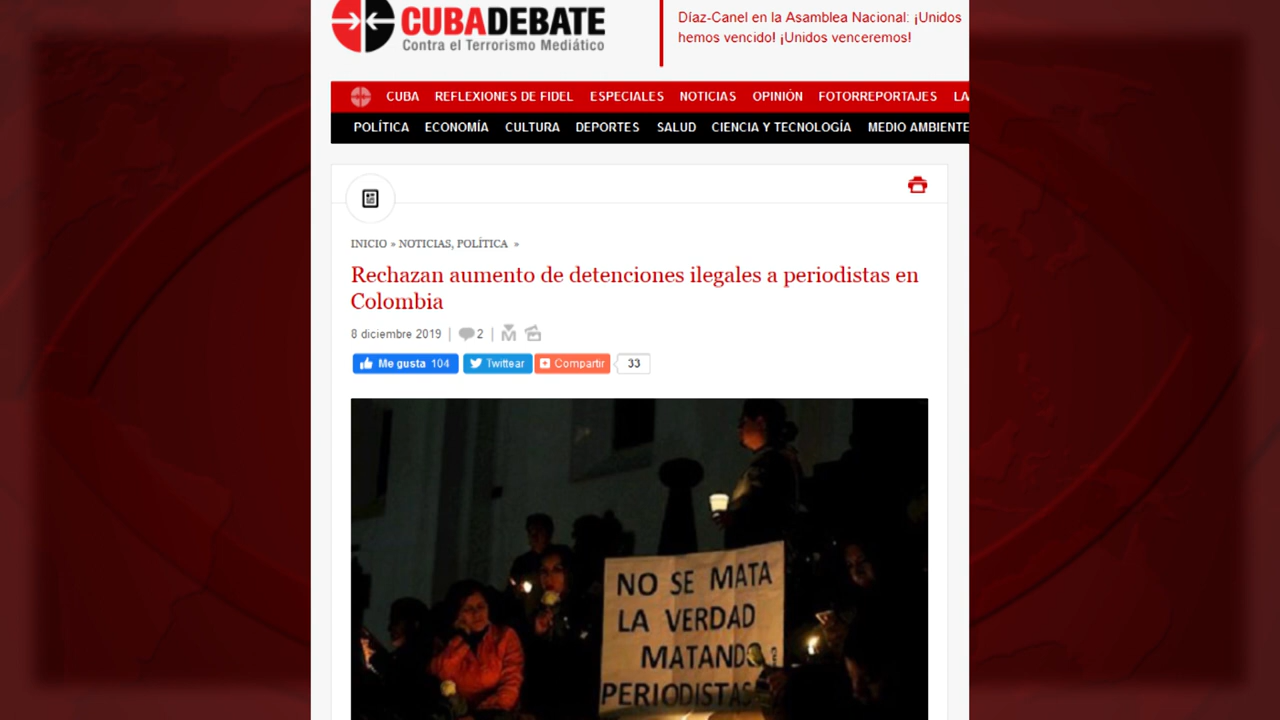 CUBADEBATE
Contra el Terrorismo Mediático
Díaz-Canel en la Asamblea Nacional: ¡Unidos
hemos vencido! ¡Unidos venceremos!
CUBA REFLEXIONES DE FIDEL ESPECIALES NOTICIAS OPINIÓN FOTORREPORTAJES LA
POLÍTICA ECONOMÍA CULTURA DEPORTES SALUD CIENCIA Y TECNOLOGÍA MEDIO AMBIENTE
INICIO » NOTICIAS, POLÍTICA »
Rechazan aumento de detenciones ilegales a periodistas en
Colombia
8 diciembre 2019 | 2 |
Me gusta 104 Twittear Compartir 33
NO SE MATA
LA VERDAD
MATANDO
PERIODISTAS